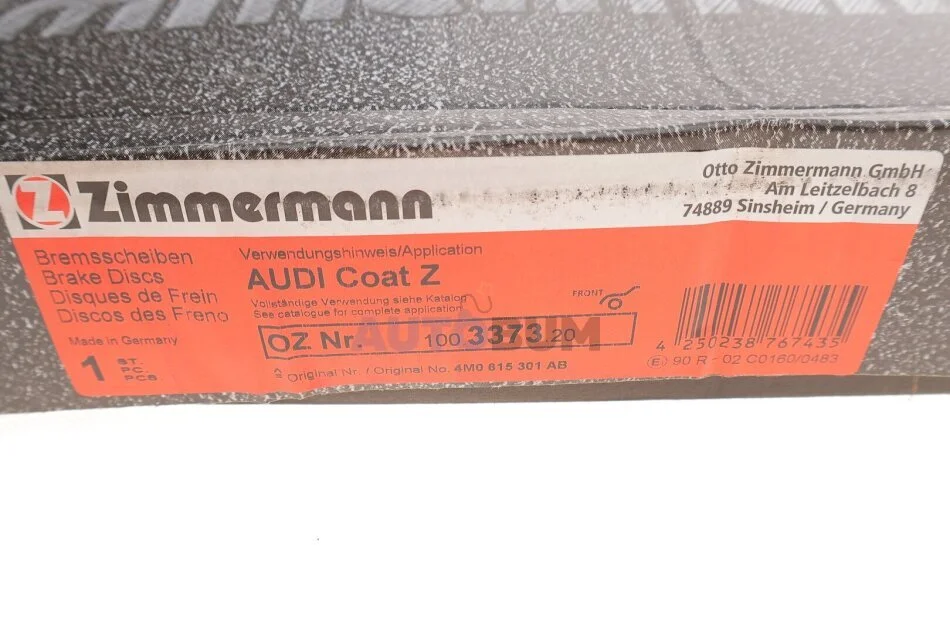 Zimmermann
Otto Zimmermann GmbH
Am Leitzelbach 8
74889 Sinsheim / Germany
Bremsscheiben
Brake Discs
Disques de Frein
Discos des Freno
Made in Germany
1 ST.
PC.
PCS
Verwendungshinweis/Application
AUDI Coat Z
Vollständige Verwendung siehe Katalog
See catalogue for complete application
FRONT
OZ Nr. 100.3373.20
Original Nr. / Original No. 4M0 615 301 AB
4 250238 767435
E 90 R - 02 C0160/0483